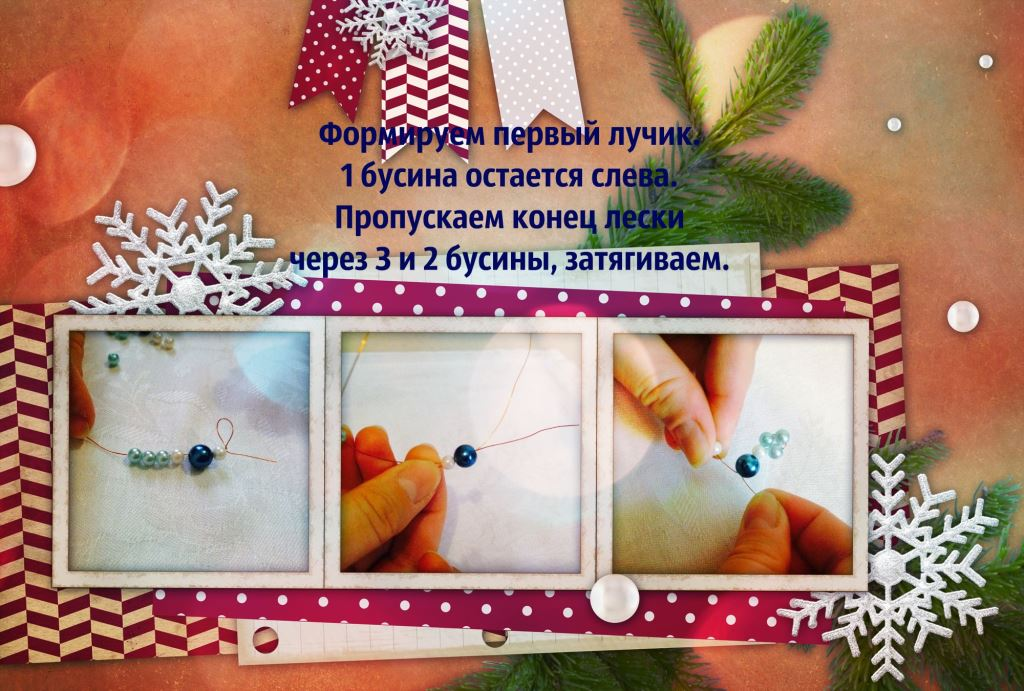 Формируем первый лучик.
1 бусина остается слева.
Пропускаем конец лески
через 3 и 2 бусины, затягиваем.